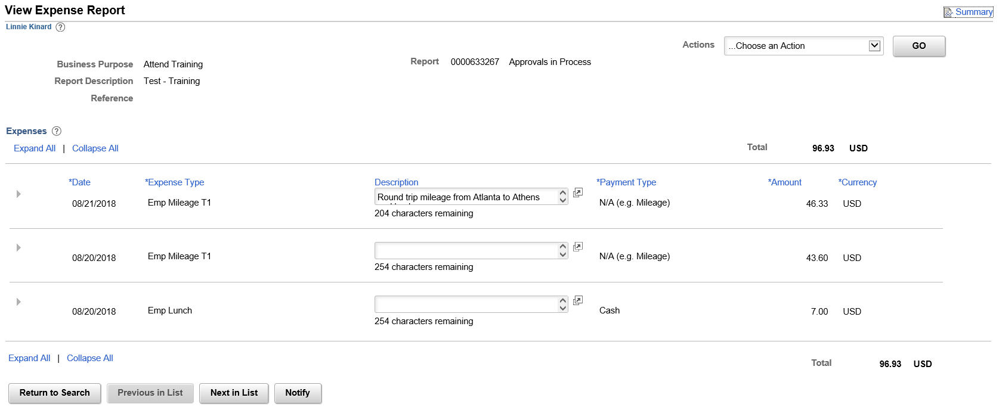 View Expense Report
Summary
Linnie Kinard ?
Actions ...Choose an Action GO
Business Purpose Attend Training Report 0000633267 Approvals in Process
Report Description Test - Training
Reference
Expenses ?
Expand All | Collapse All Total 96.93 USD
*Date *Expense Type Description *Payment Type *Amount *Currency
08/21/2018 Emp Mileage T1 Round trip mileage from Atlanta to Athens N/A (e.g. Mileage) 46.33 USD
204 characters remaining
08/20/2018 Emp Mileage T1 N/A (e.g. Mileage) 43.60 USD
254 characters remaining
08/20/2018 Emp Lunch Cash 7.00 USD
254 characters remaining
Expand All | Collapse All Total 96.93 USD
Return to Search Previous in List Next in List Notify